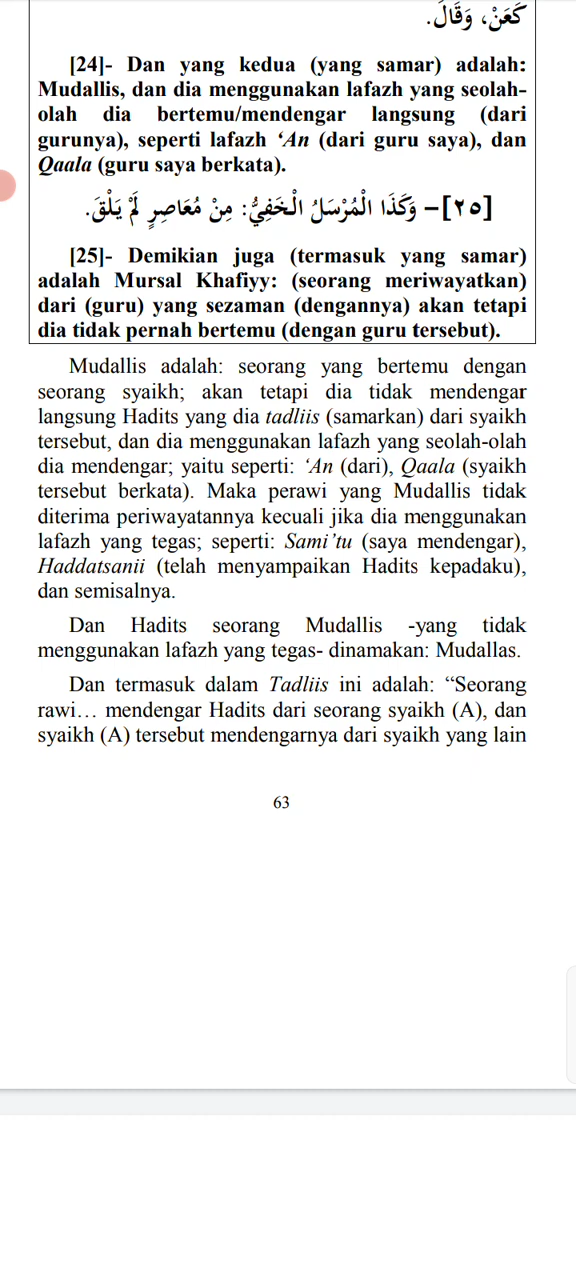 كَعَنْ، وَقَالَ.
[24]- Dan yang kedua (yang samar) adalah:
Mudallis, dan dia menggunakan lafazh yang seolah-
olah dia bertemu/mendengar langsung (dari
gurunya), seperti lafazh ‘An (dari guru saya), dan
Qaala (guru saya berkata).
[٢٥]- وَكَذَا الْمُرْسَلُ الْخَفِيُّ: مِنْ مُعَاصِرٍ لَمْ يَلْقَ.
[25]- Demikian juga (termasuk yang samar)
adalah Mursal Khafiyy: (seorang meriwayatkan)
dari (guru) yang sezaman (dengannya) akan tetapi
dia tidak pernah bertemu (dengan guru tersebut).
Mudallis adalah: seorang yang bertemu dengan
seorang syaikh; akan tetapi dia tidak mendengar
langsung Hadits yang dia tadliis (samarkan) dari syaikh
tersebut, dan dia menggunakan lafazh yang seolah-olah
dia mendengar; yaitu seperti: ‘An (dari), Qaala (syaikh
tersebut berkata). Maka perawi yang Mudallis tidak
diterima periwayatannya kecuali jika dia menggunakan
lafazh yang tegas; seperti: Sami’tu (saya mendengar),
Haddatsanii (telah menyampaikan Hadits kepadaku),
dan semisalnya.
Dan Hadits seorang Mudallis -yang tidak
menggunakan lafazh yang tegas- dinamakan: Mudallas.
Dan termasuk dalam Tadliis ini adalah: “Seorang
rawi… mendengar Hadits dari seorang syaikh (A), dan
syaikh (A) tersebut mendengarnya dari syaikh yang lain
63